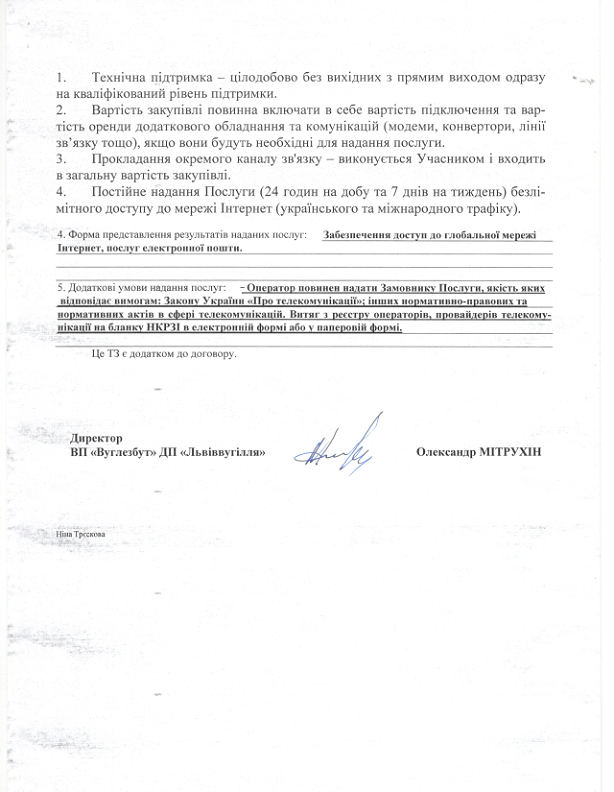 1. Технічна підтримка – цілодобово без вихідних з прямим виходом одразу
на кваліфікований рівень підтримки.
2. Вартість закупівлі повинна включати в себе вартість підключення та вар-
тість оренди додаткового обладнання та комунікацій (модеми, конвертори, лінії
зв’язку тощо), якщо вони будуть необхідні для надання послуги.
3. Прокладання окремого каналу зв'язку – виконується Учасником і входить
в загальну вартість закупівлі.
4. Постійне надання Послуги (24 годин на добу та 7 днів на тиждень) безлі-
мітного доступу до мережі Інтернет (українського та міжнародного трафіку).
4. Форма представлення результатів наданих послуг: Забезпечення доступ до глобальної мережі
Інтернет, послуг електронної пошти.
5. Додаткові умови надання послуг: - Оператор повинен надати Замовнику Послуги, якість яких
відповідає вимогам: Закону України «Про телекомунікації»; інших нормативно-правових та
нормативних актів в сфері телекомунікацій. Витяг з реєстру операторів, провайдерів телекому-
нікації на бланку НКРЗІ в електронній формі або у паперовій формі.
Це ТЗ є додатком до договору.
Директор
ВП «Вуглезбут» ДП «Львіввугілля» Олександр МІТРУХІН
Ніна Трєскова